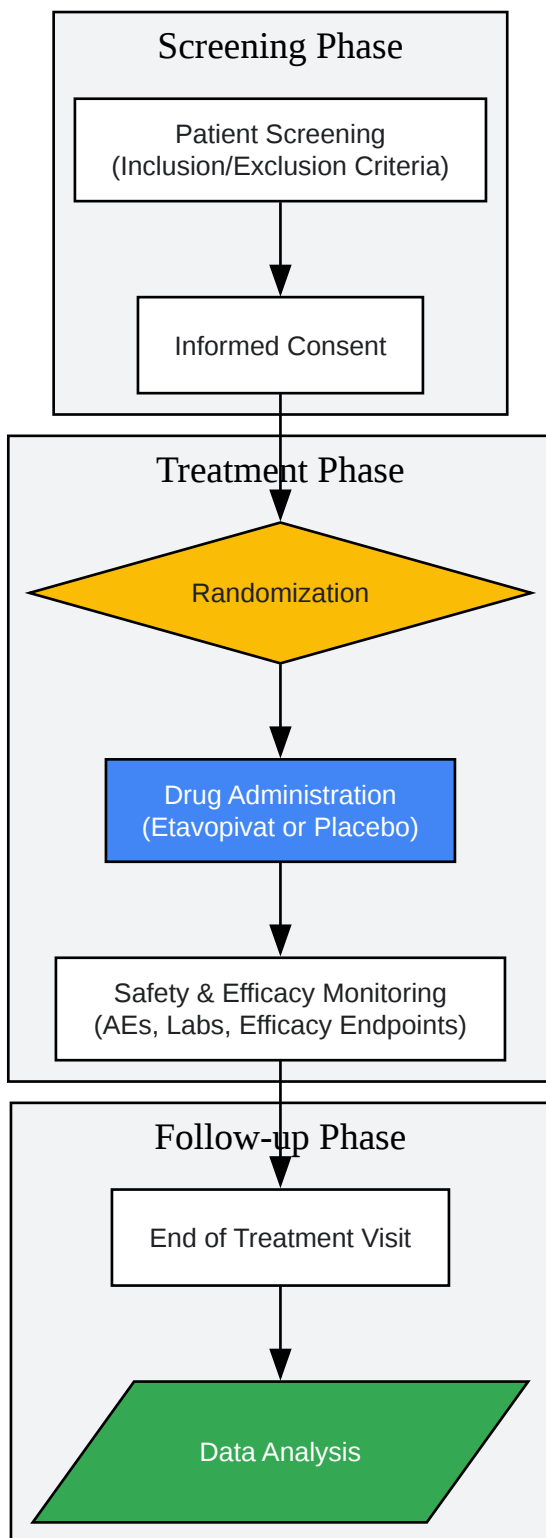 Screening Phase
Patient Screening
(Inclusion/Exclusion Criteria)
Informed Consent
Treatment Phase
Randomization
Drug Administration
(Etavopivat or Placebo)
Safety & Efficacy Monitoring
(AEs, Labs, Efficacy Endpoints)
Follow-up Phase
End of Treatment Visit
Data Analysis